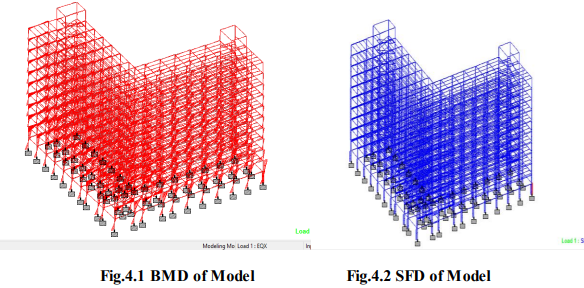 Load
Load 1 : S
Modeling Mo Load 1 : EQX
Fig.4.1 BMD of Model
Fig.4.2 SFD of Model